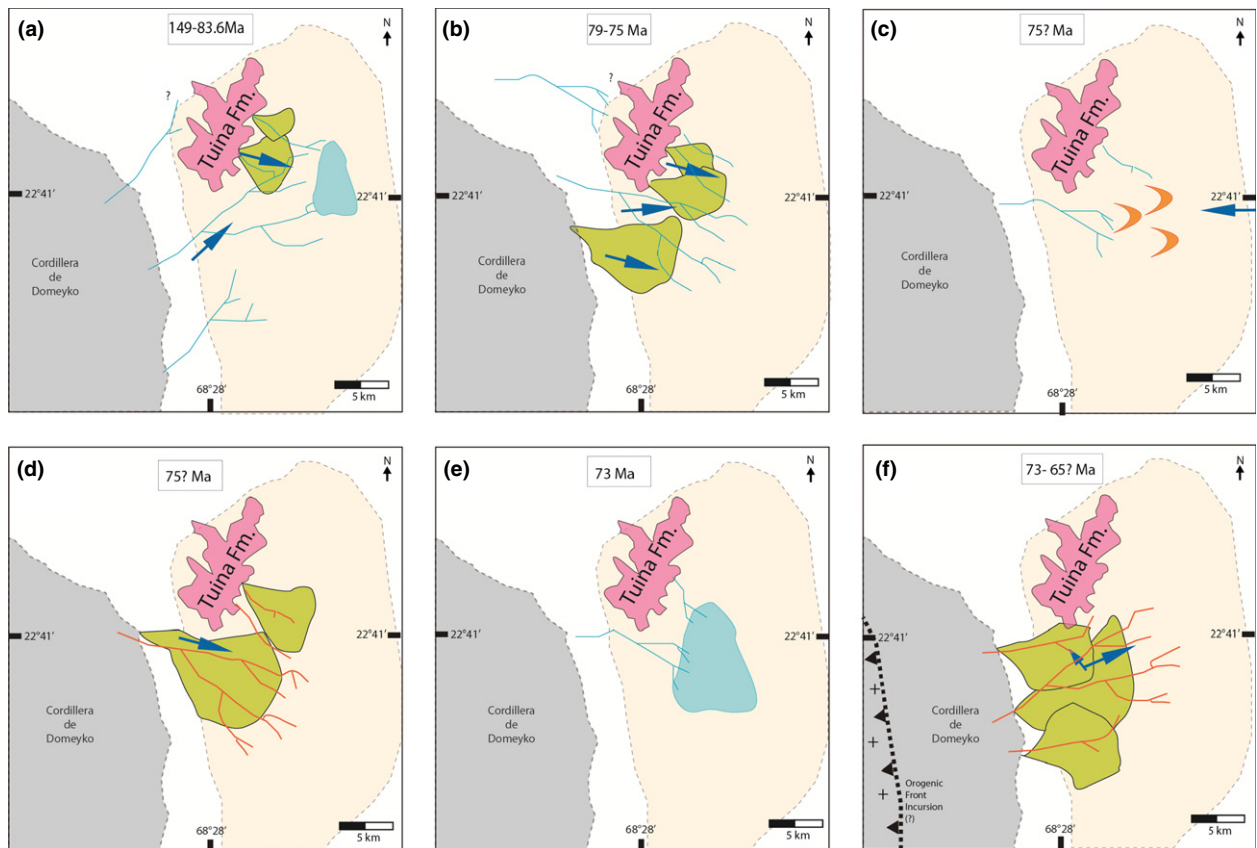 (a)
149-83.6Ma
N
?
Tuina Fm.
22°41'
22°41'
Cordillera
de
Domeyko
68°28'
5 km
(b)
79-75 Ma
N
?
Tuina Fm.
22°41'
22°41'
Cordillera
de
Domeyko
68°28'
5 km
(c)
75? Ma
N
Tuina Fm.
22°41'
22°41'
Cordillera
de
Domeyko
68°28'
5 km
(d)
75? Ma
N
Tuina Fm.
22°41'
22°41'
Cordillera
de
Domeyko
68°28'
5 km
(e)
73 Ma
N
Tuina Fm.
22°41'
22°41'
Cordillera
de
Domeyko
68°28'
5 km
(f)
73- 65? Ma
N
Tuina Fm.
22°41'
22°41'
Cordillera
de
Domeyko
Orogenic
Front
Incursion
(?)
68°28'
5 km